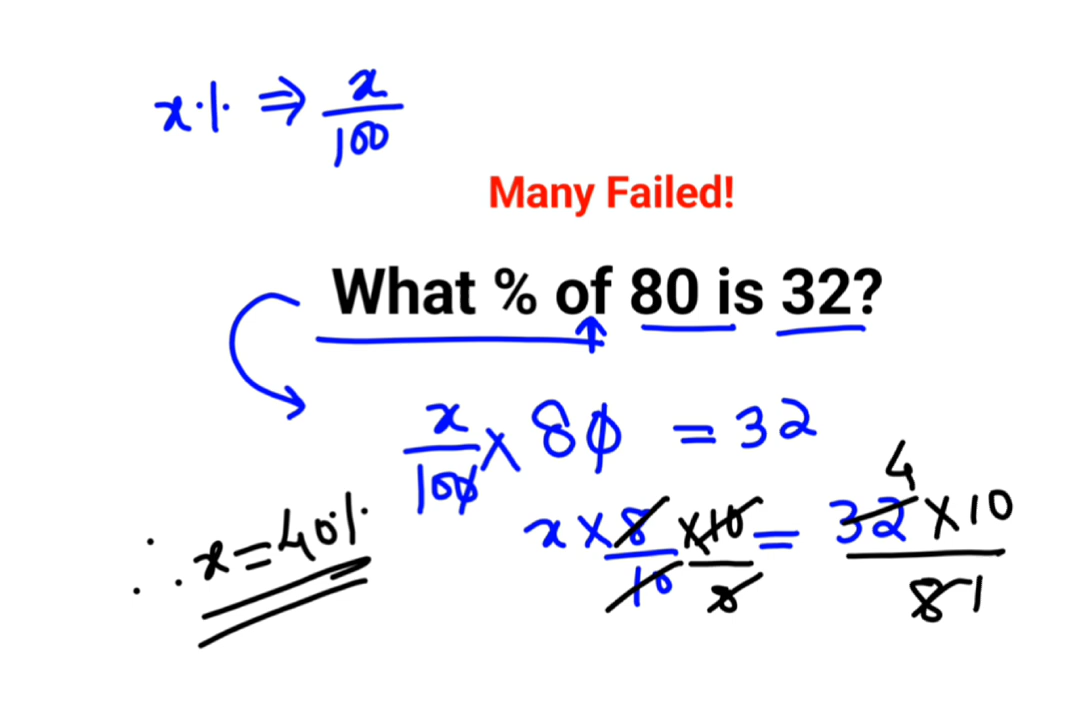 x% ⇒ x/100
Many Failed!
What % of 80 is 32?
x/100 × 80 = 32
x × 8/10 × 10/8 = 32 × 10/8 4 1
∴ x = 40%